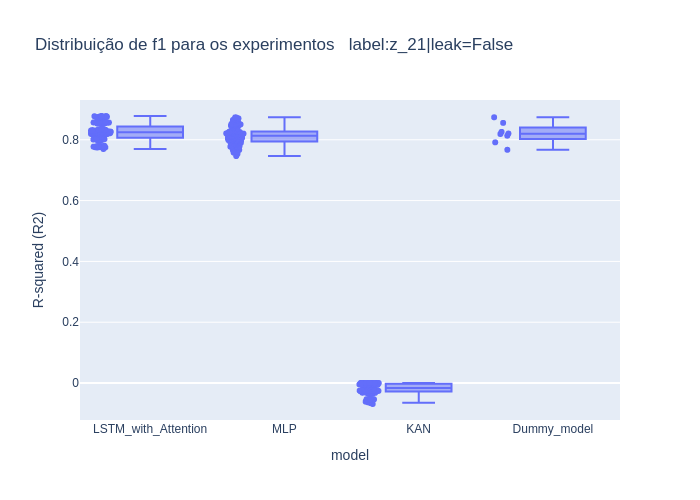 Distribuição de f1 para os experimentos   label:z_21|leak=False
0.8
0.6
0.4
0.2
0
R-squared (R2)
LSTM_with_Attention
MLP
KAN
Dummy_model
model